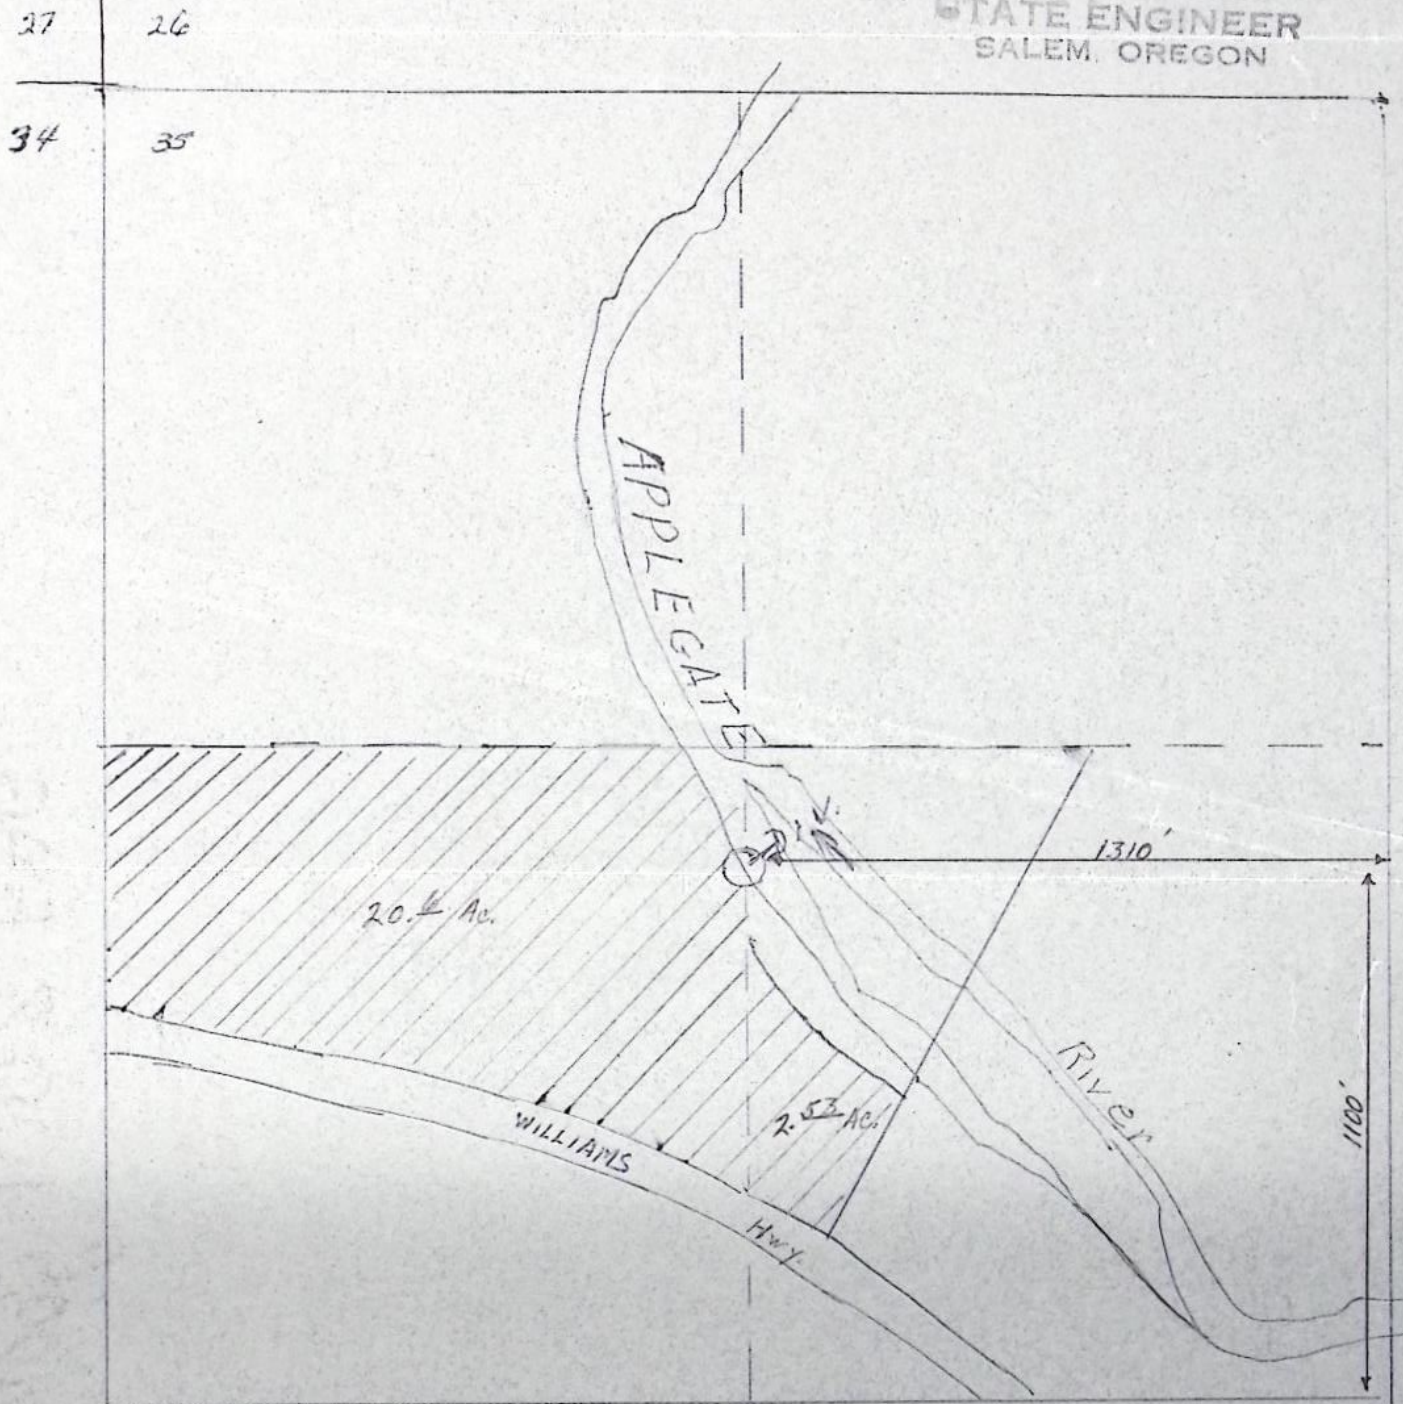 STATE ENGINEER
SALEM, OREGON
27
26
34
35
APPLEGATE
1310'
20. Ac.
River
1100'
2.53 Ac.
WILLIAMS
Hwy.